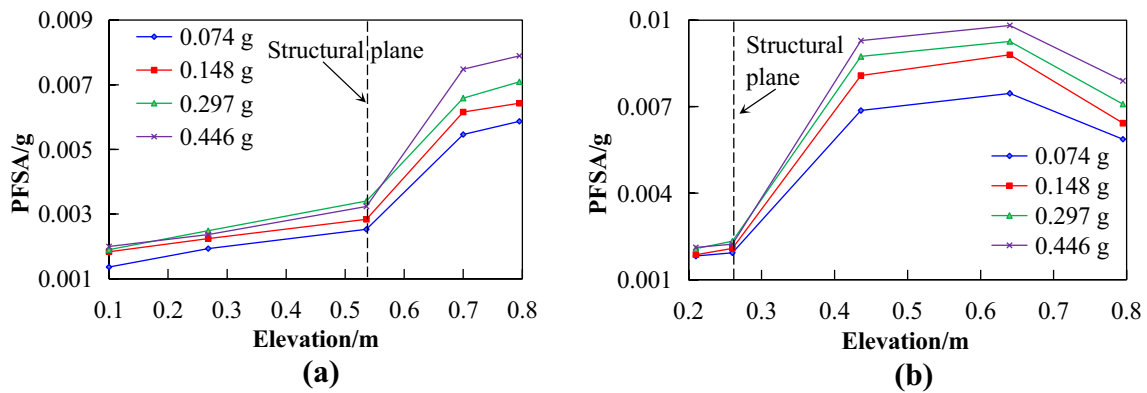 0.009
0.007
0.005
0.003
0.001
PFSA/g
0.074 g
0.148 g
0.297 g
0.446 g
Structural plane
0.1 0.2 0.3 0.4 0.5 0.6 0.7 0.8
Elevation/m
(a)
0.01
0.007
0.004
0.001
PFSA/g
Structural
plane
0.074 g
0.148 g
0.297 g
0.446 g
0.2 0.3 0.4 0.5 0.6 0.7 0.8
Elevation/m
(b)